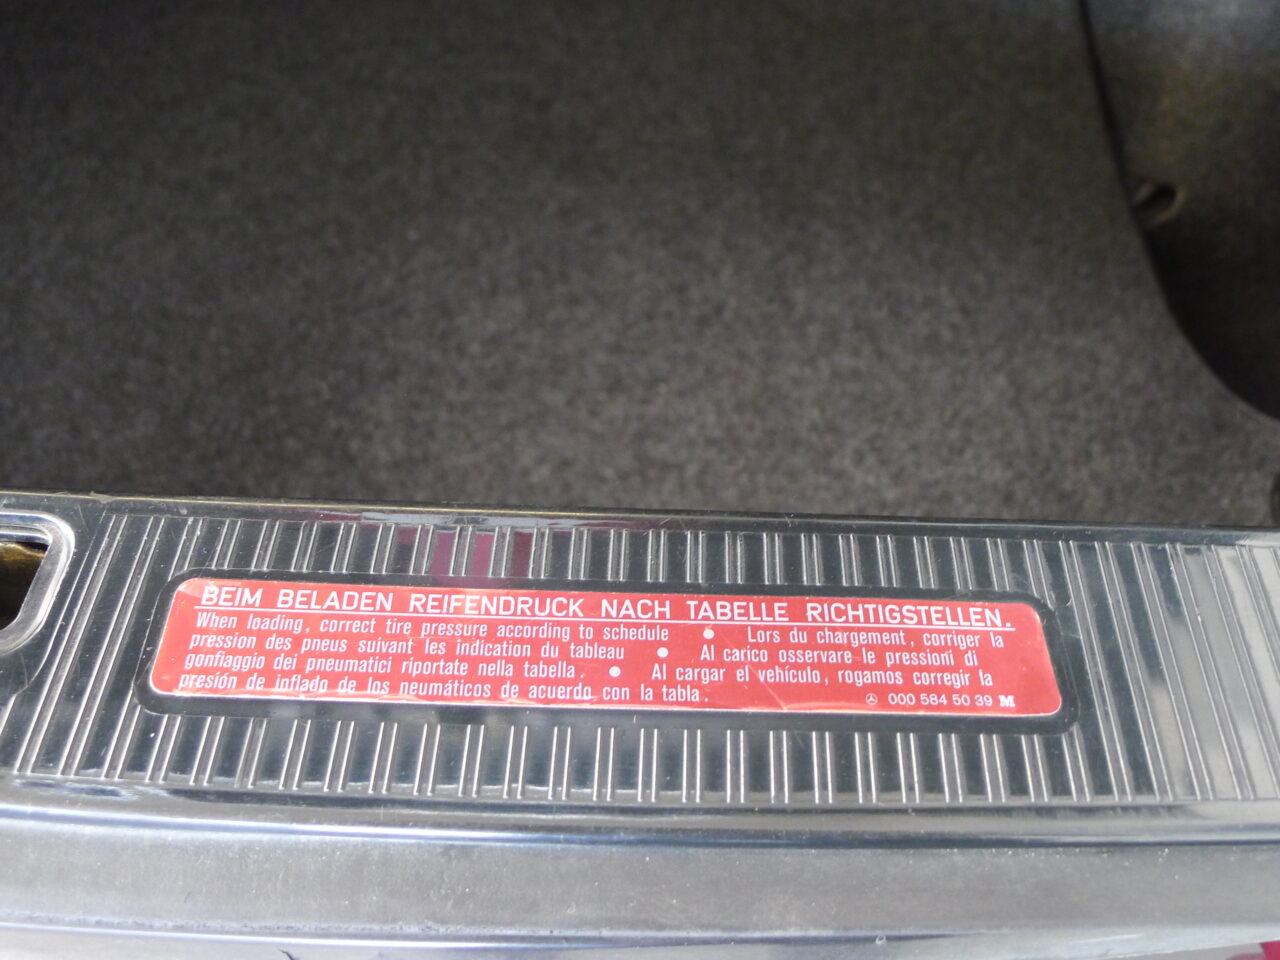 BEIM BELADEN REIFENDRUCK NACH TABELLE RICHTIGSTELLEN.
When loading, correct tire pressure according to schedule ● Lors du chargement, corriger la
pression des pneus suivant les indication du tableau ● Al carico osservare le pressioni di
gonfiaggio dei pneumatici riportate nella tabella. ● Al cargar el vehículo, rogamos corregir la
presión de inflado de los neumáticos de acuerdo con la tabla.
000 584 50 39 M